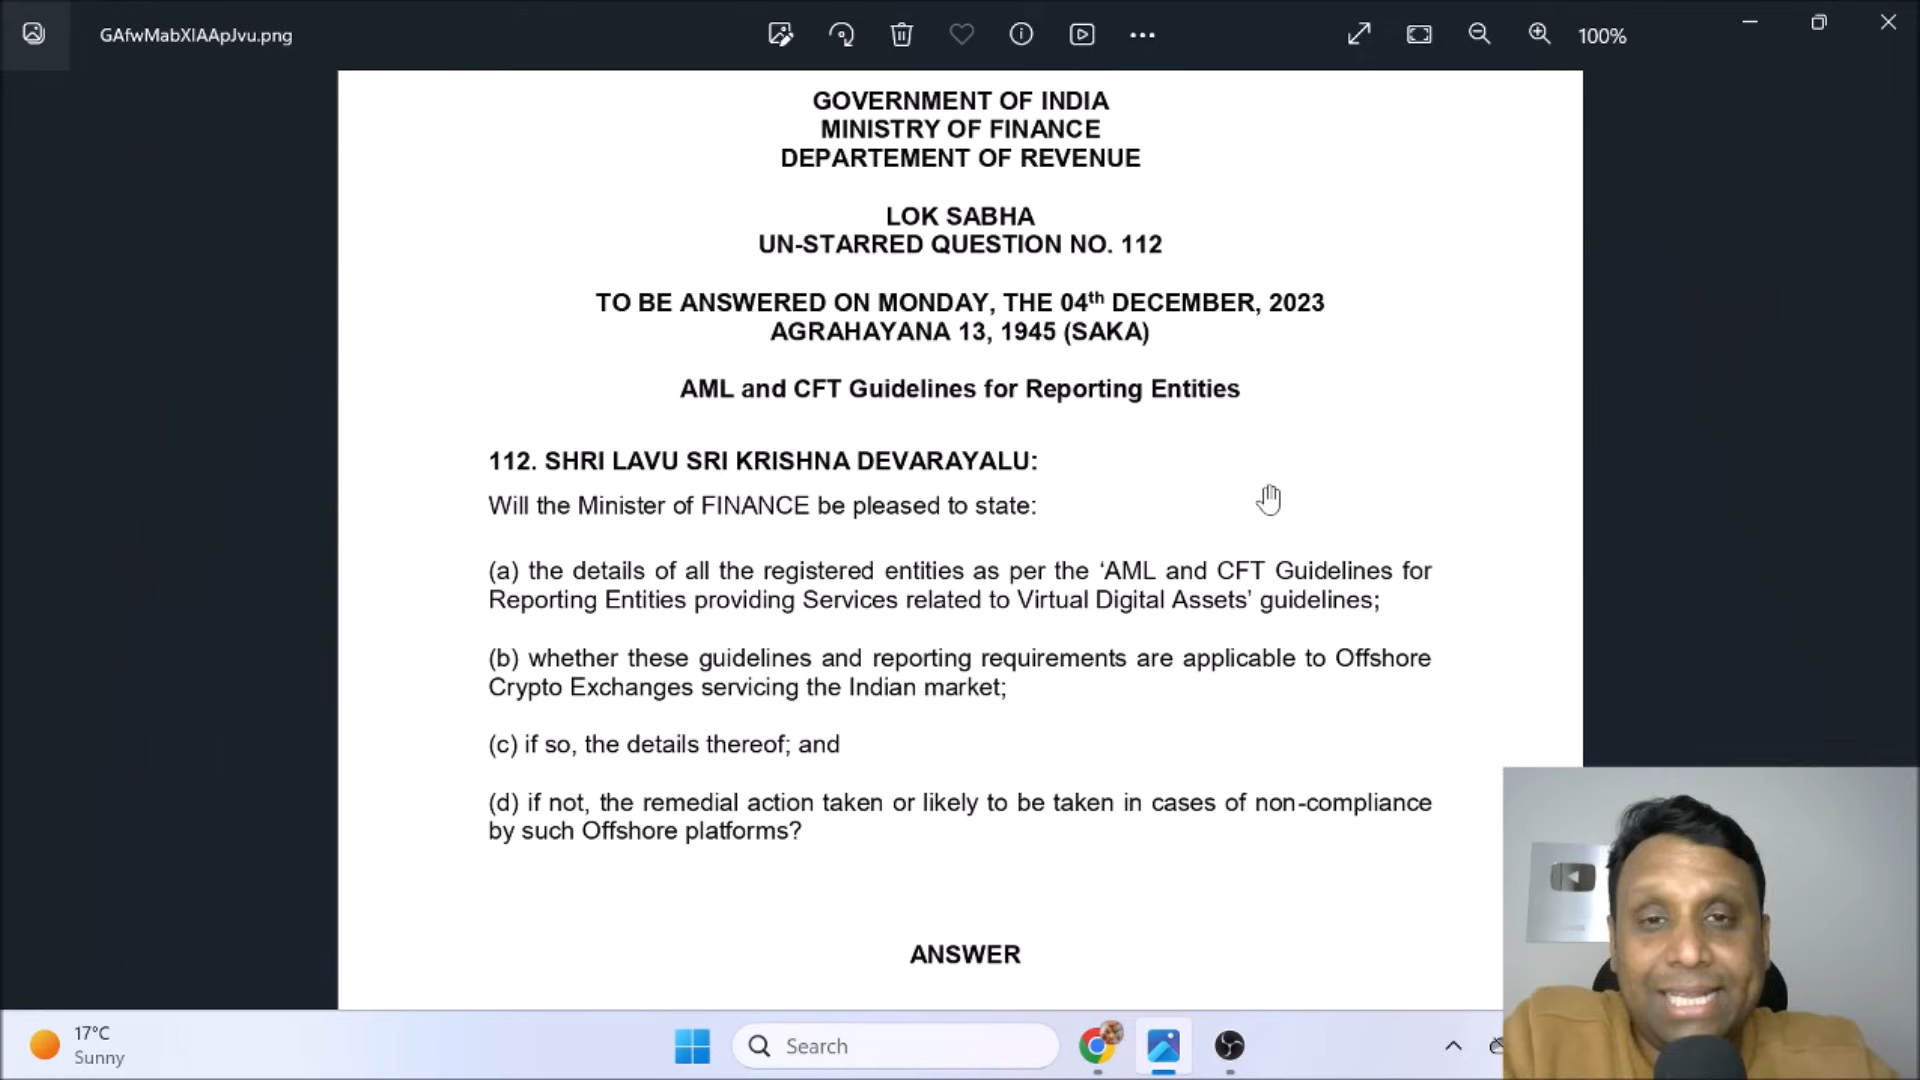 GAfwMabXIAApJvu.png
100%
GOVERNMENT OF INDIA
MINISTRY OF FINANCE
DEPARTEMENT OF REVENUE
LOK SABHA
UN-STARRED QUESTION NO. 112
TO BE ANSWERED ON MONDAY, THE 04th DECEMBER, 2023
AGRAHAYANA 13, 1945 (SAKA)
AML and CFT Guidelines for Reporting Entities
112. SHRI LAVU SRI KRISHNA DEVARAYALU:
Will the Minister of FINANCE be pleased to state:
(a) the details of all the registered entities as per the ‘AML and CFT Guidelines for
Reporting Entities providing Services related to Virtual Digital Assets’ guidelines;
(b) whether these guidelines and reporting requirements are applicable to Offshore
Crypto Exchanges servicing the Indian market;
(c) if so, the details thereof; and
(d) if not, the remedial action taken or likely to be taken in cases of non-compliance
by such Offshore platforms?
ANSWER
17°C
Sunny
Search